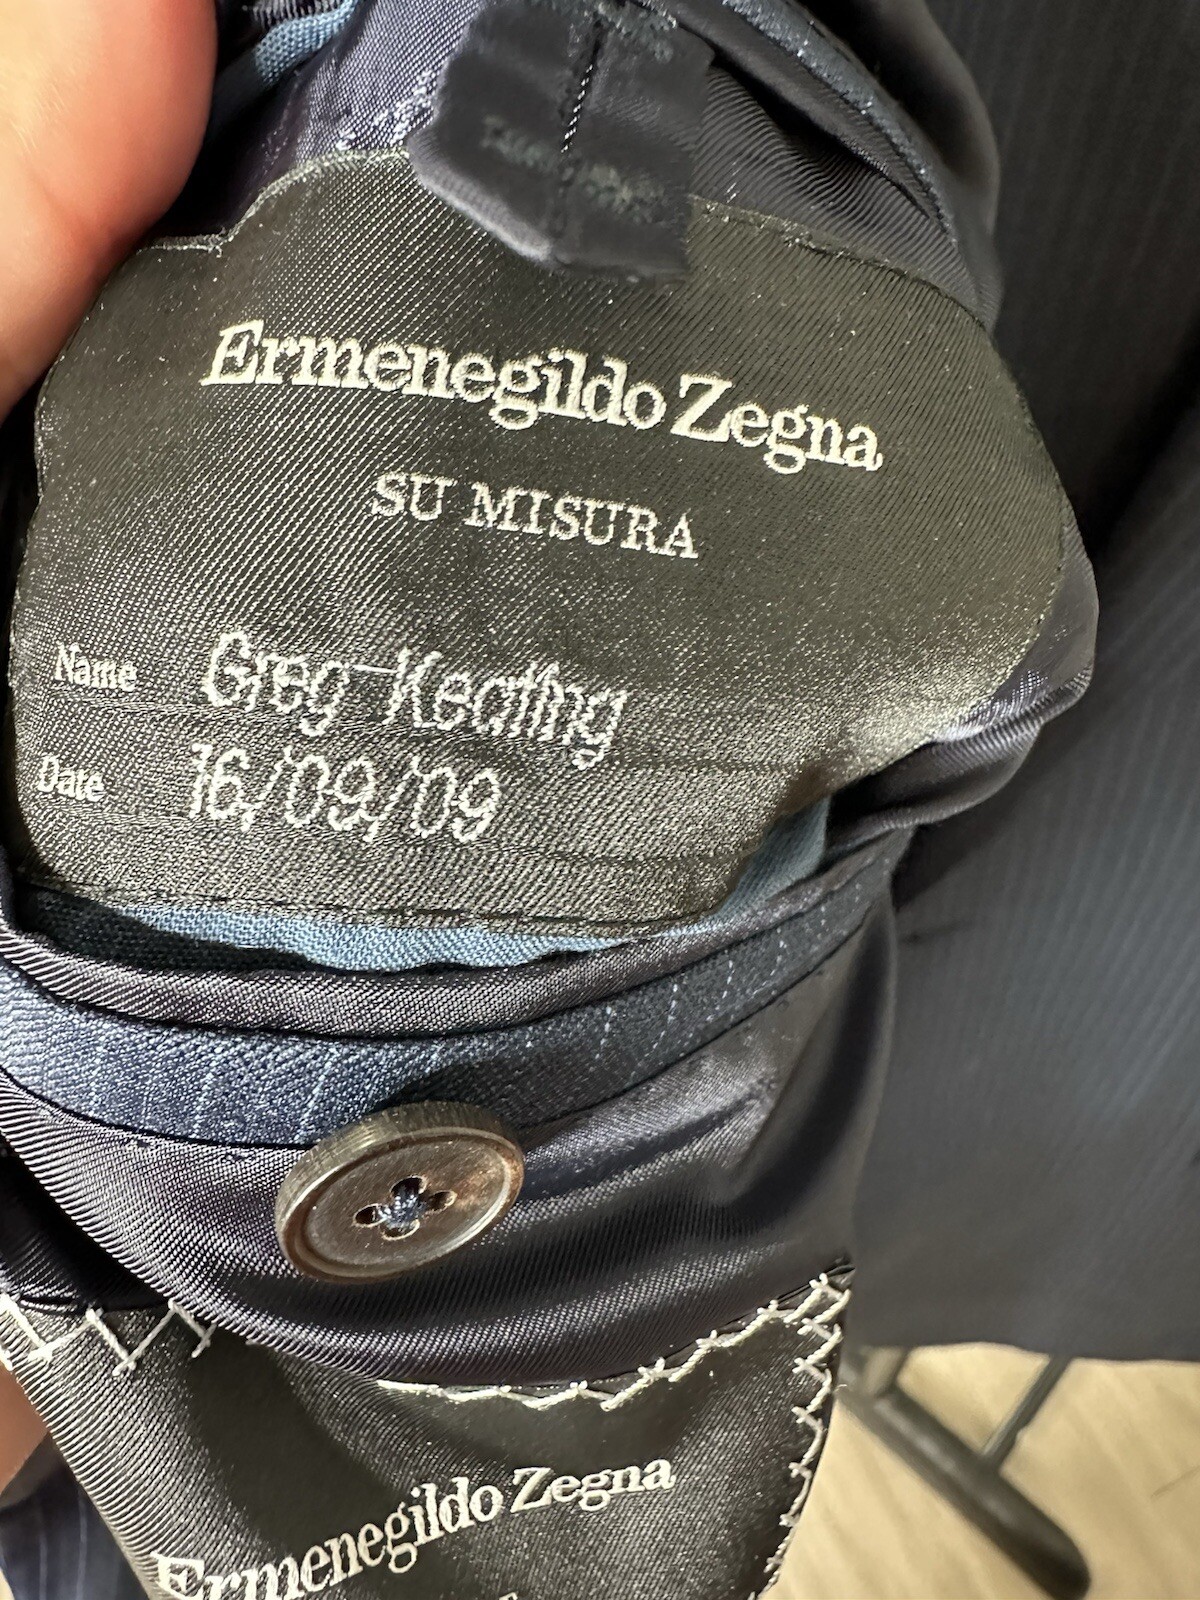 Ermenegildo Zegna
SU MISURA
Name Greg Keating
Date 16/09/09
Ermenegildo Zegna